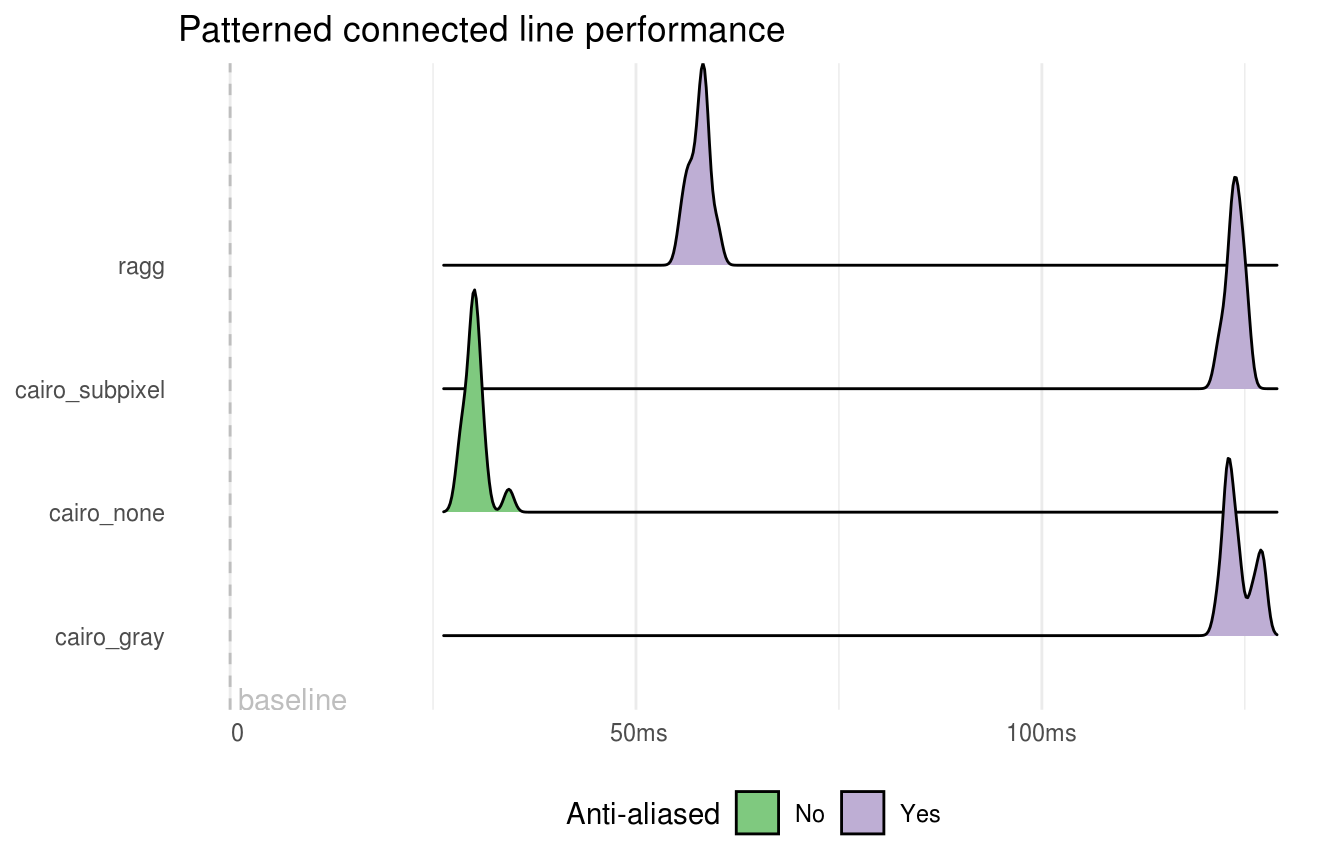 Patterned connected line performance
ragg
cairo_subpixel
cairo_none
cairo_gray
baseline
0 50ms 100ms
Anti-aliased No Yes